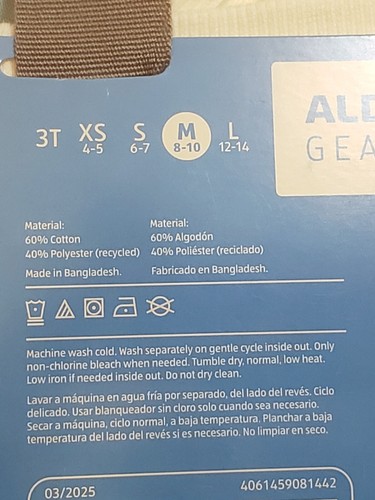 ALD
GEA
3T XS S M L
4-5 6-7 8-10 12-14
Material: Material:
60% Cotton 60% Algodón
40% Polyester (recycled) 40% Poliéster (reciclado)
Made in Bangladesh. Fabricado en Bangladesh.
Machine wash cold. Wash separately on gentle cycle inside out. Only
non-chlorine bleach when needed. Tumble dry, normal, low heat.
Low iron if needed inside out. Do not dry clean.
Lavar a máquina en agua fría por separado, del lado del revés. Ciclo
delicado. Usar blanqueador sin cloro solo cuando sea necesario.
Secar a máquina, ciclo normal, a baja temperatura. Planchar a baja
temperatura del lado del revés si es necesario. No limpiar en seco.
03/2025 4061459081442